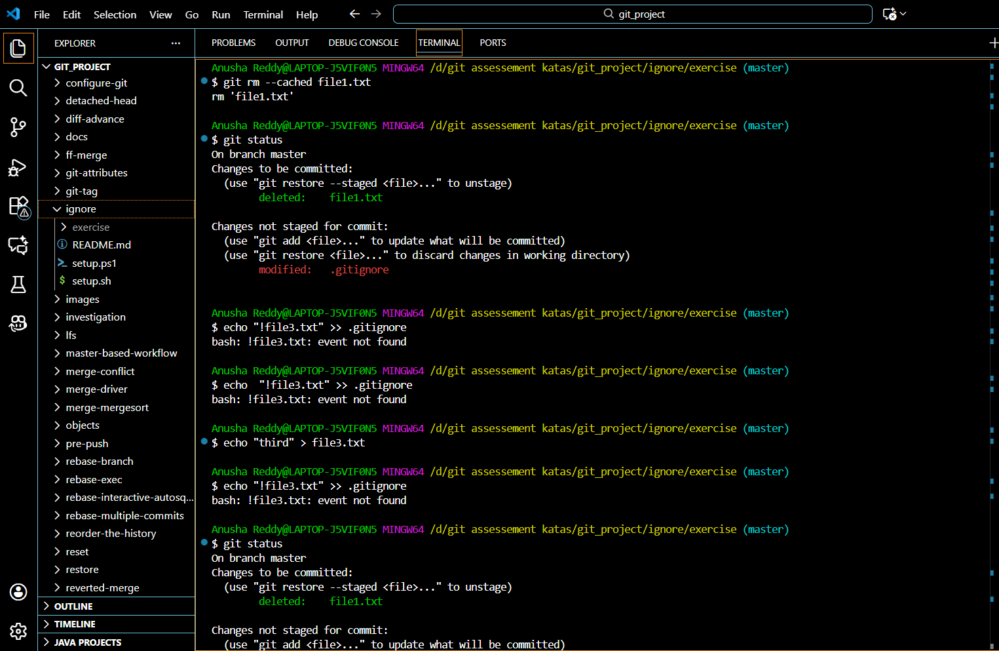 File Edit Selection View Go Run Terminal Help
git_project
EXPLORER
PROBLEMS OUTPUT DEBUG CONSOLE TERMINAL PORTS
GIT_PROJECT
configure-git
detached-head
diff-advance
docs
ff-merge
git-attributes
git-tag
ignore
exercise
README.md
setup.ps1
setup.sh
images
investigation
lfs
master-based-workflow
merge-conflict
merge-driver
merge-mergesort
objects
pre-push
rebase-branch
rebase-exec
rebase-interactive-autosq...
rebase-multiple-commits
reorder-the-history
reset
restore
reverted-merge
OUTLINE
TIMELINE
JAVA PROJECTS
Anusha Reddy@LAPTOP-J5VIF0N5 MINGW64 /d/git assessement katas/git_project/ignore/exercise (master)
$ git rm --cached file1.txt
rm 'file1.txt'
Anusha Reddy@LAPTOP-J5VIF0N5 MINGW64 /d/git assessement katas/git_project/ignore/exercise (master)
$ git status
On branch master
Changes to be committed:
(use "git restore --staged <file>..." to unstage)
deleted: file1.txt
Changes not staged for commit:
(use "git add <file>..." to update what will be committed)
(use "git restore <file>..." to discard changes in working directory)
modified: .gitignore
Anusha Reddy@LAPTOP-J5VIF0N5 MINGW64 /d/git assessement katas/git_project/ignore/exercise (master)
$ echo "!file3.txt" >> .gitignore
bash: !file3.txt: event not found
Anusha Reddy@LAPTOP-J5VIF0N5 MINGW64 /d/git assessement katas/git_project/ignore/exercise (master)
$ echo  "!file3.txt" >> .gitignore
bash: !file3.txt: event not found
Anusha Reddy@LAPTOP-J5VIF0N5 MINGW64 /d/git assessement katas/git_project/ignore/exercise (master)
$ echo "third" > file3.txt
Anusha Reddy@LAPTOP-J5VIF0N5 MINGW64 /d/git assessement katas/git_project/ignore/exercise (master)
$ echo "!file3.txt" >> .gitignore
bash: !file3.txt: event not found
Anusha Reddy@LAPTOP-J5VIF0N5 MINGW64 /d/git assessement katas/git_project/ignore/exercise (master)
$ git status
On branch master
Changes to be committed:
(use "git restore --staged <file>..." to unstage)
deleted: file1.txt
Changes not staged for commit:
(use "git add <file>..." to update what will be committed)